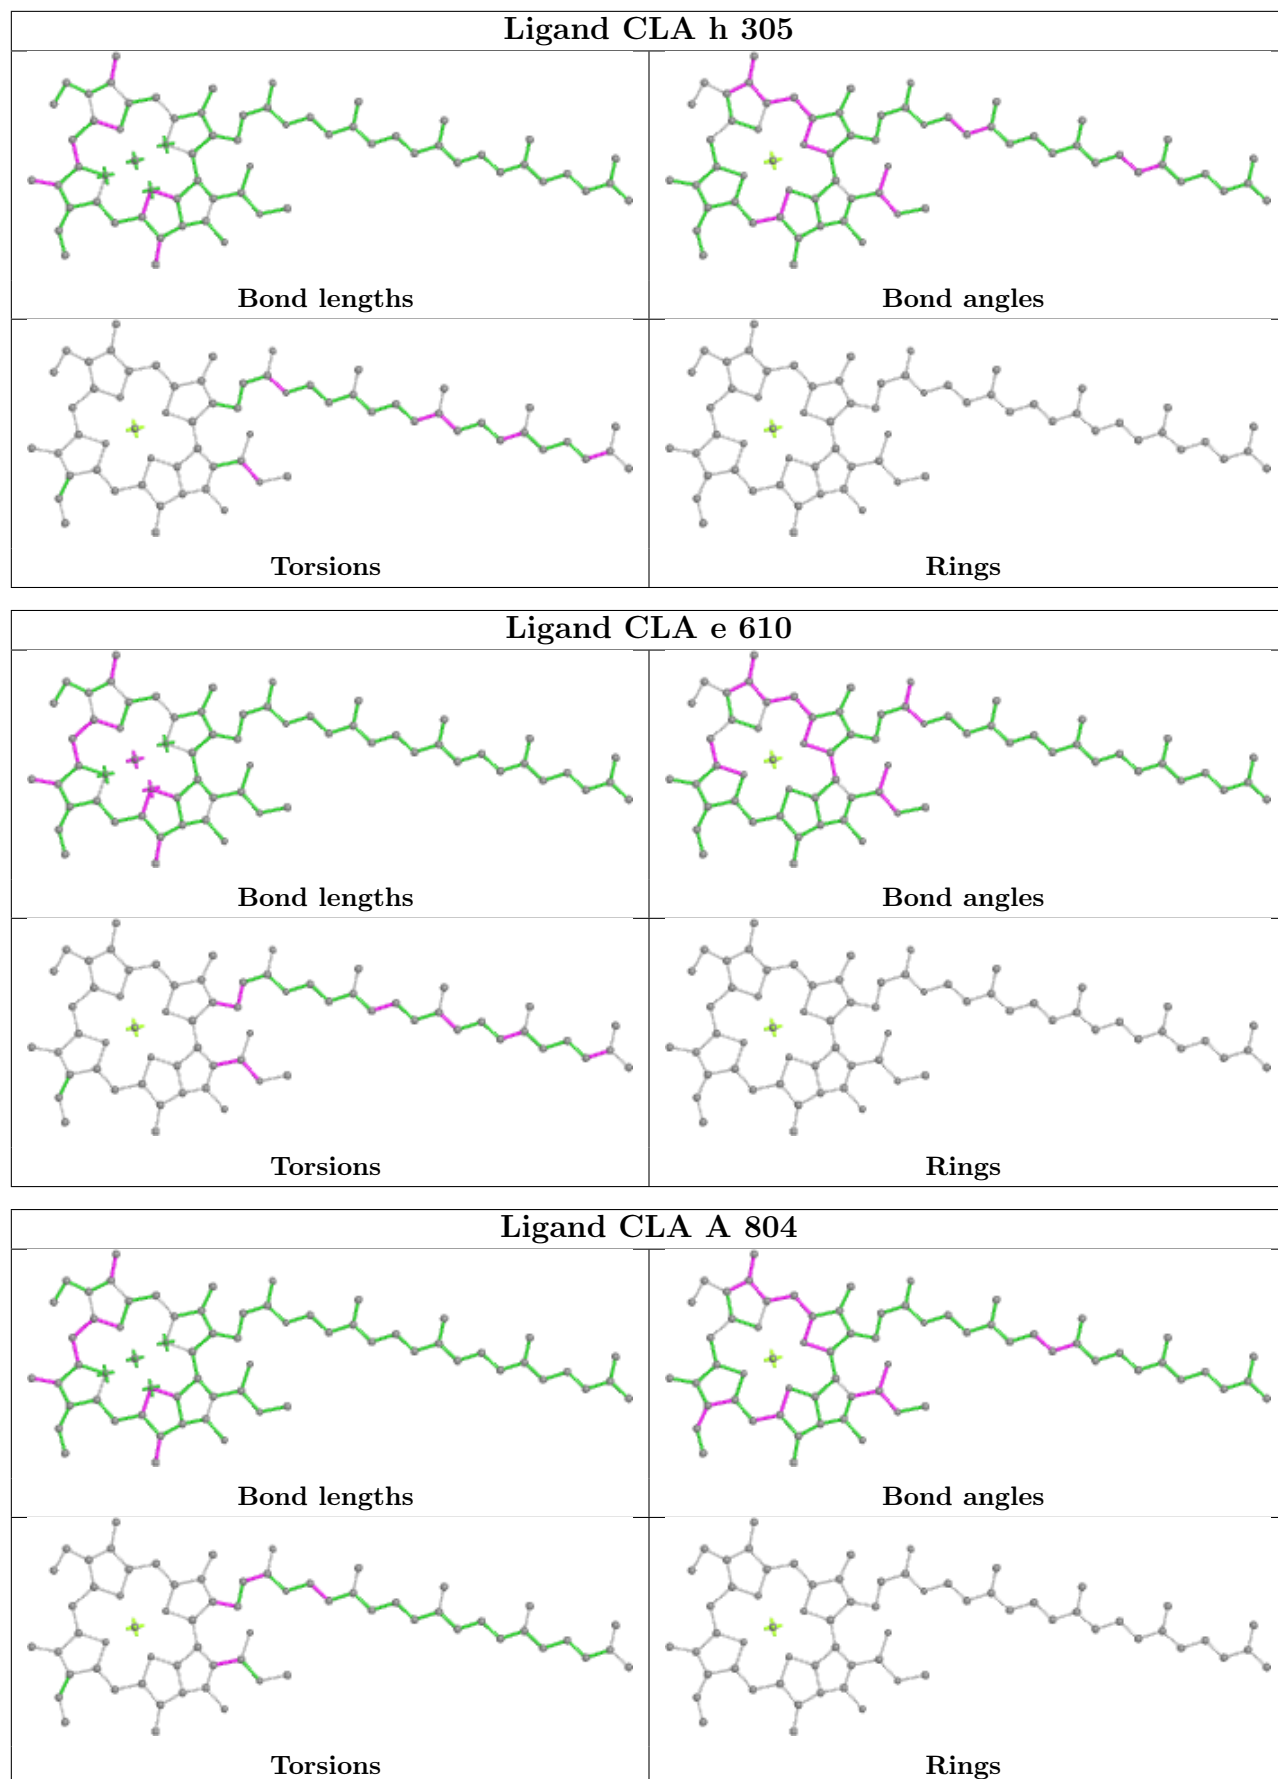 Ligand CLA h 305
Bond lengths
Bond angles
Torsions
Rings
Ligand CLA e 610
Bond lengths
Bond angles
Torsions
Rings
Ligand CLA A 804
Bond lengths
Bond angles
Torsions
Rings